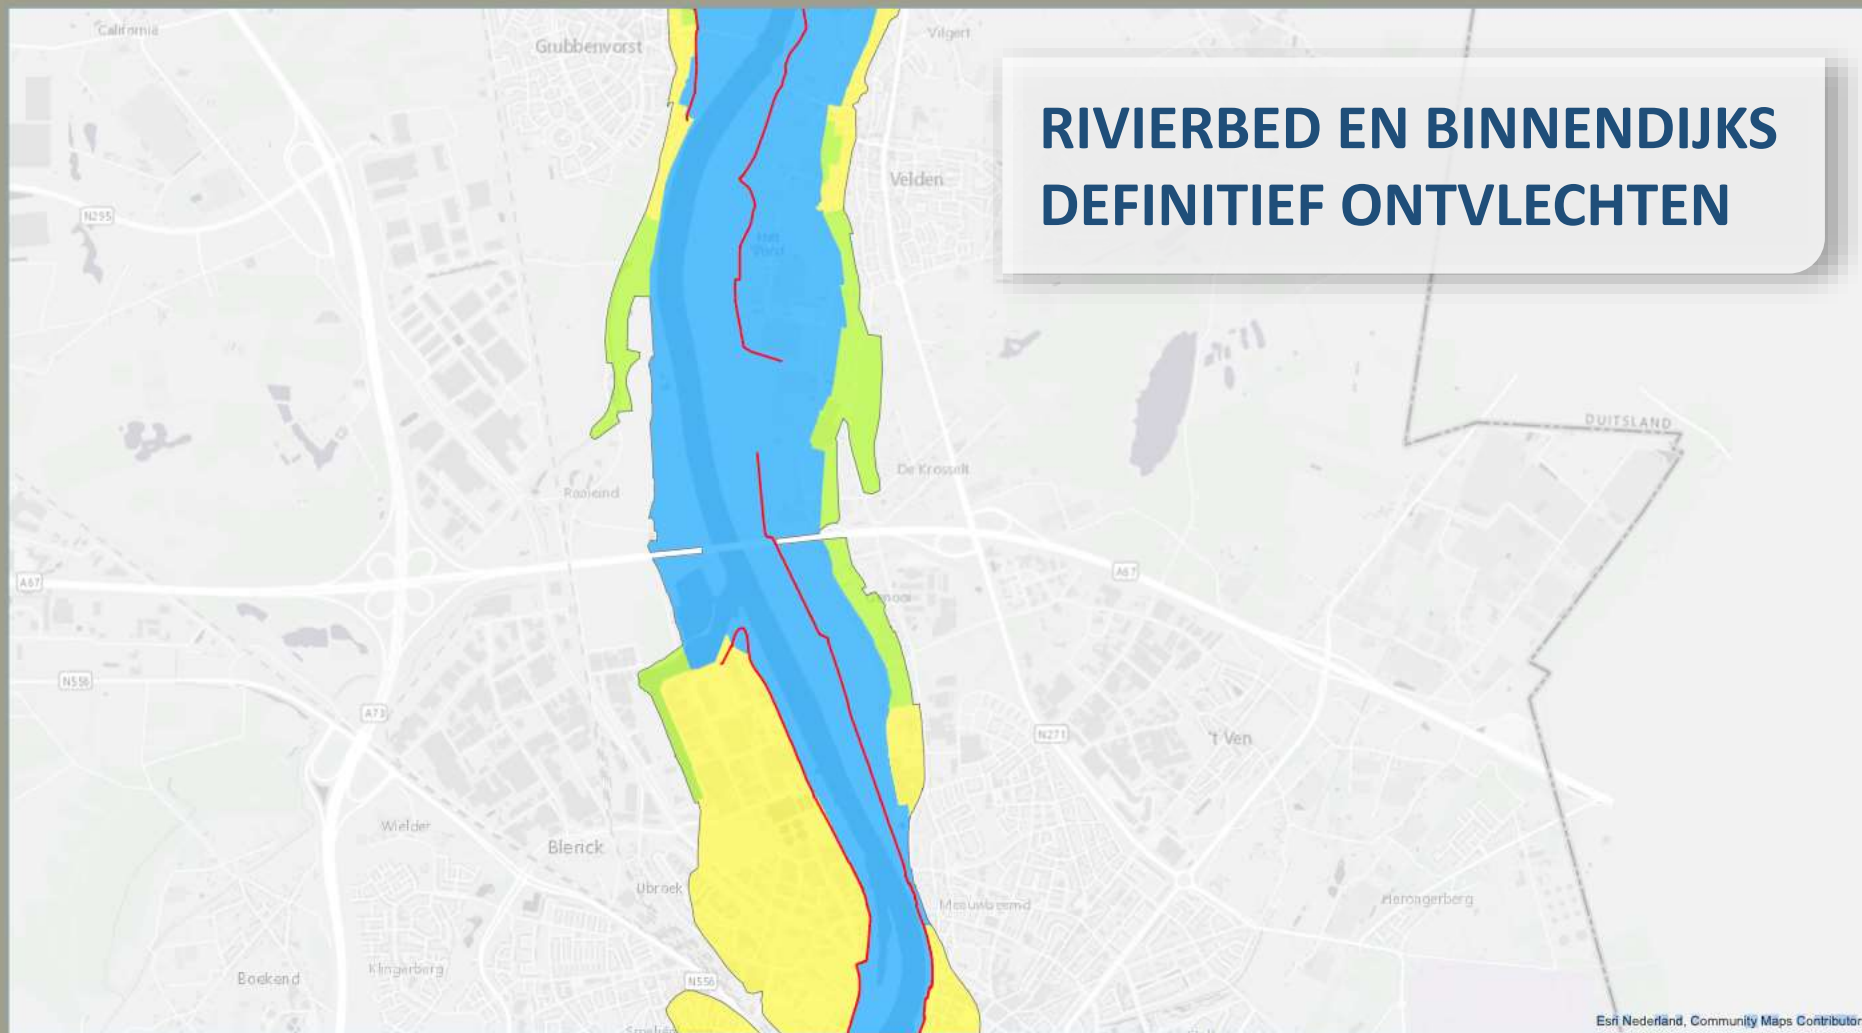 RIVIERBED EN BINNENDIJKS
DEFINITIEF ONTVLECHTEN
California
Grubbenvorst
Vilgert
Velden
N295
DUITSLAND
De Krosselt
Raaieind
A67
A67
N556
A73
N271
't Ven
Wielder
Blerick
Ubroek
Boekend
Klingerberg
N556
Esri Nederland, Community Maps Contributor